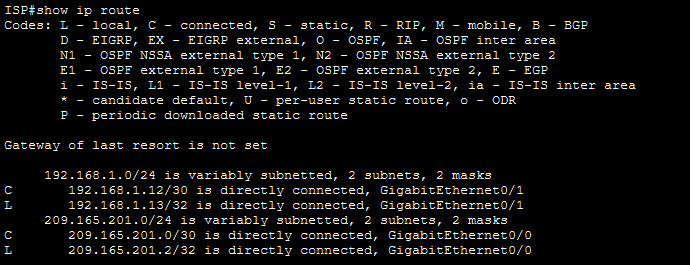 ISP#show ip route
Codes: L - local, C - connected, S - static, R - RIP, M - mobile, B - BGP
       D - EIGRP, EX - EIGRP external, O - OSPF, IA - OSPF inter area
       N1 - OSPF NSSA external type 1, N2 - OSPF NSSA external type 2
       E1 - OSPF external type 1, E2 - OSPF external type 2, E - EGP
       i - IS-IS, L1 - IS-IS level-1, L2 - IS-IS level-2, ia - IS-IS inter area
       * - candidate default, U - per-user static route, o - ODR
       P - periodic downloaded static route
Gateway of last resort is not set
     192.168.1.0/24 is variably subnetted, 2 subnets, 2 masks
C       192.168.1.12/30 is directly connected, GigabitEthernet0/1
L       192.168.1.13/32 is directly connected, GigabitEthernet0/1
     209.165.201.0/24 is variably subnetted, 2 subnets, 2 masks
C       209.165.201.0/30 is directly connected, GigabitEthernet0/0
L       209.165.201.2/32 is directly connected, GigabitEthernet0/0